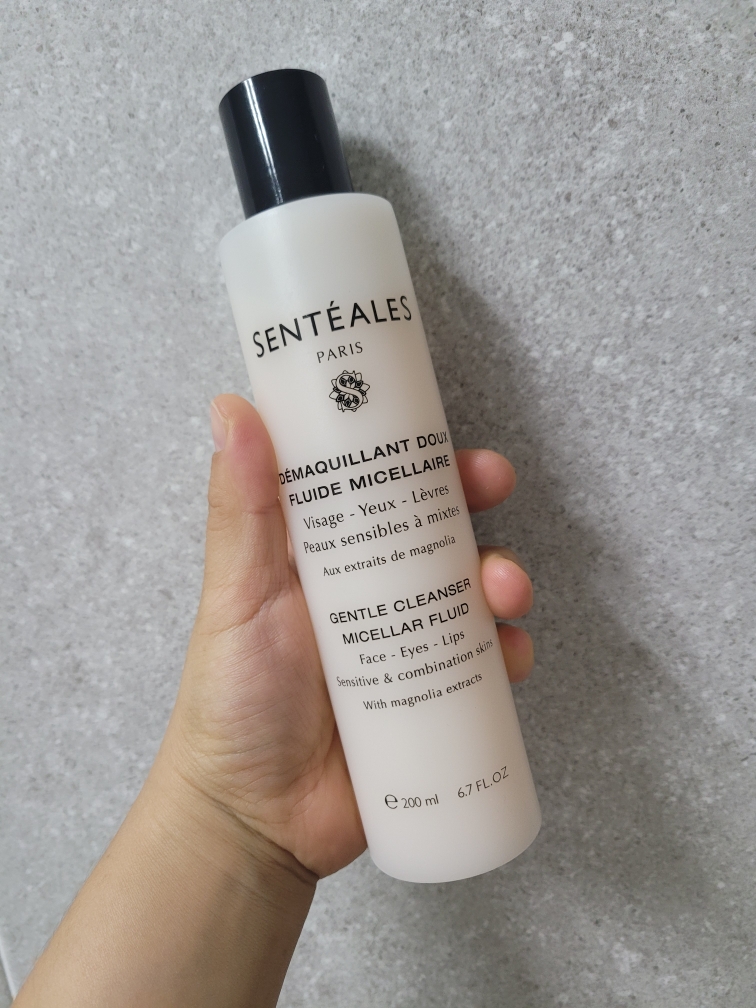 SENTÉALES
PARIS
S
DÉMAQUILLANT DOUX
FLUIDE MICELLAIRE
Visage - Yeux - Lèvres
Peaux sensibles à mixtes
Aux extraits de magnolia
GENTLE CLEANSER
MICELLAR FLUID
Face - Eyes - Lips
Sensitive & combination skins
With magnolia extracts
℮ 200 ml 6.7 FL.OZ